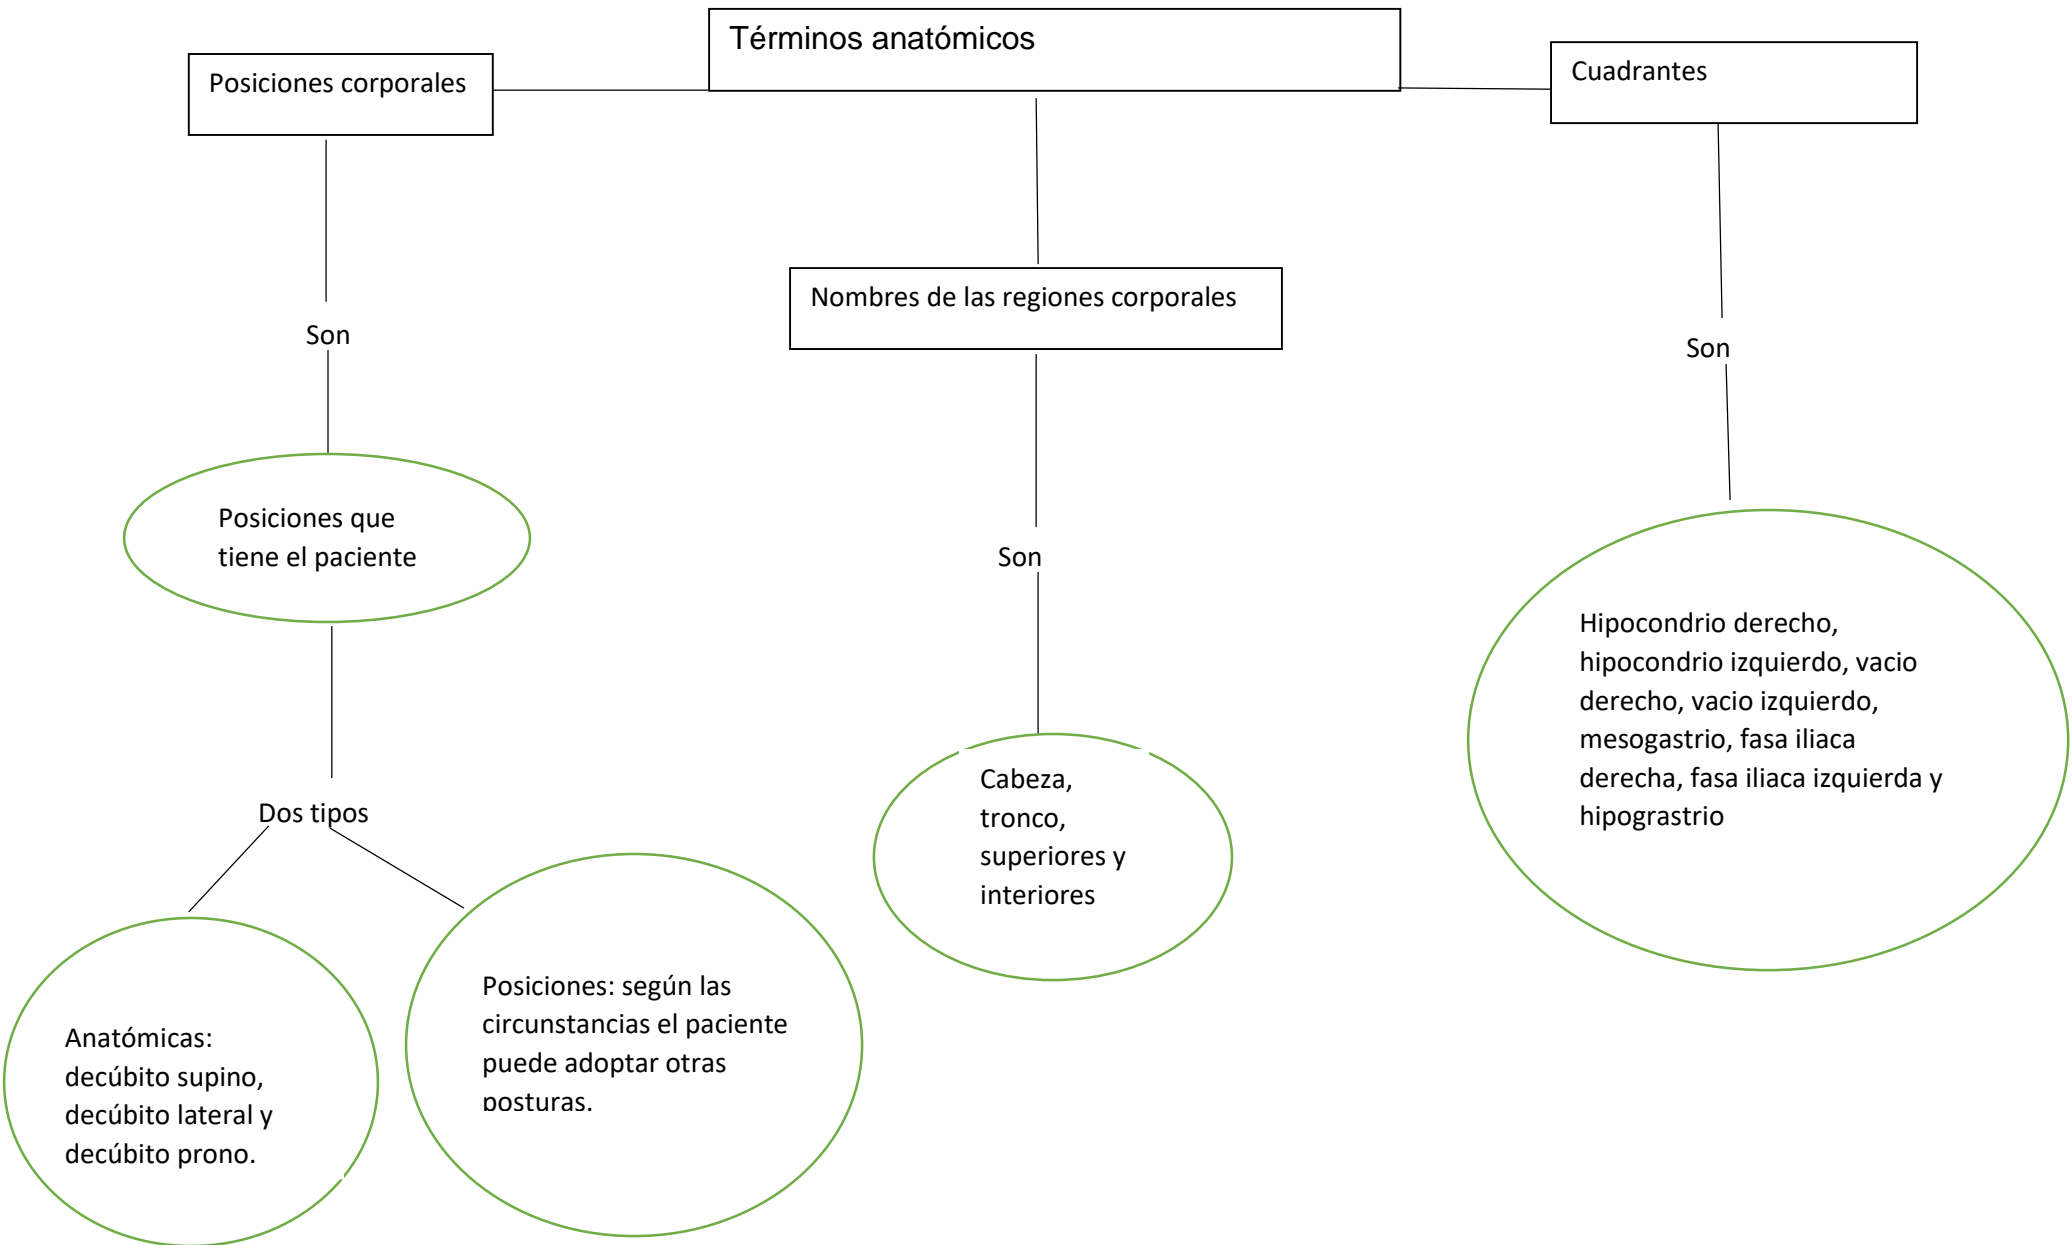 Términos anatómicos
Posiciones corporales
Cuadrantes
Nombres de las regiones corporales
Son
Son
Son
Posiciones que
tiene el paciente
Dos tipos
Anatómicas:
decúbito supino,
decúbito lateral y
decúbito prono.
Posiciones: según las
circunstancias el paciente
puede adoptar otras
posturas.
Cabeza,
tronco,
superiores y
interiores
Hipocondrio derecho,
hipocondrio izquierdo, vacio
derecho, vacio izquierdo,
mesogastrio, fasa iliaca
derecha, fasa iliaca izquierda y
hipograstrio